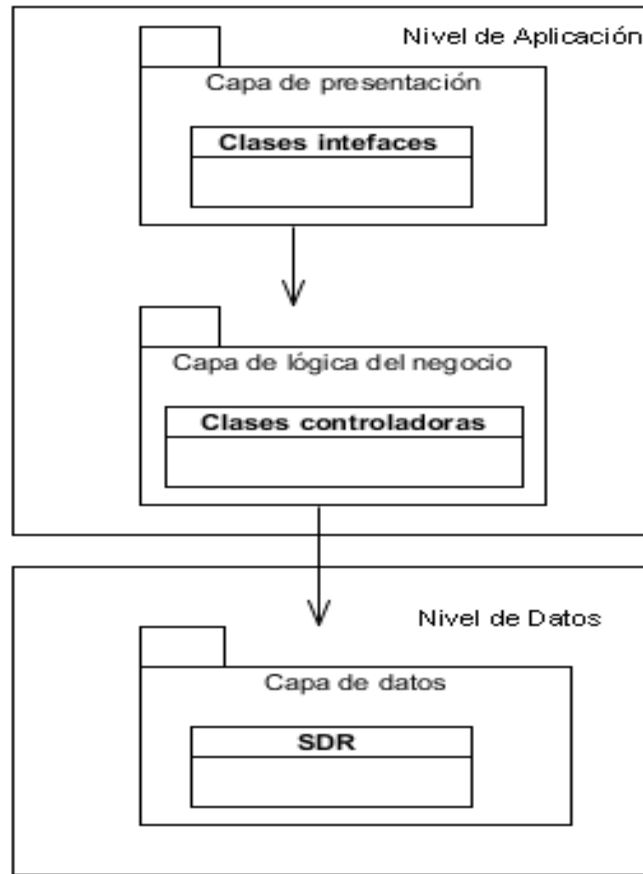 Nivel de Aplicación
Capa de presentación
Clases intefaces
Capa de lógica del negocio
Clases controladoras
Nivel de Datos
Capa de datos
SDR